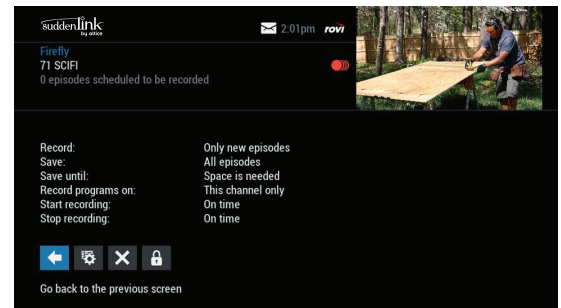 suddenlink
by altice
2:01pm rovi
Firefly
71 SCIFI
0 episodes scheduled to be recorded
Record: Only new episodes
Save: All episodes
Save until: Space is needed
Record programs on: This channel only
Start recording: On time
Stop recording: On time
Go back to the previous screen